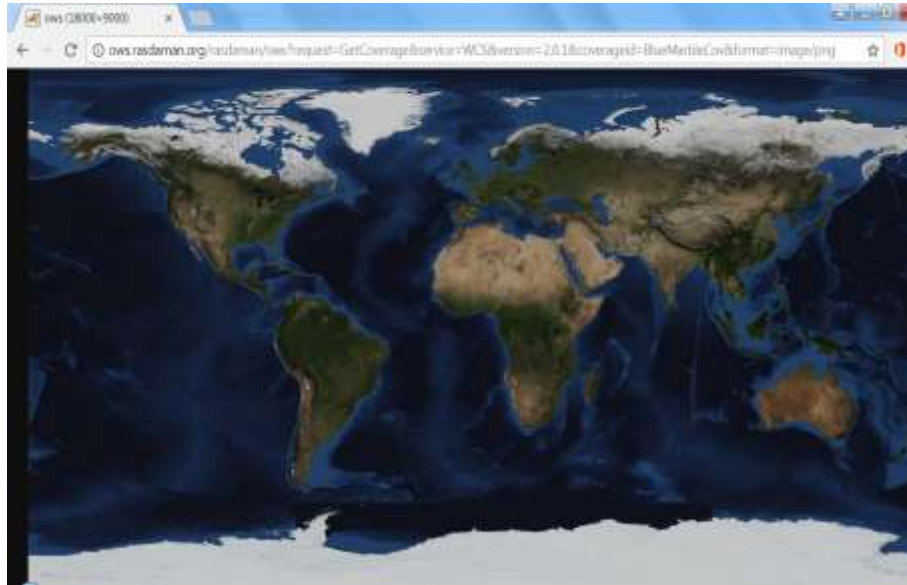 ows (18000×9000)
ows.rasdaman.org/rasdaman/ows?request=GetCoverage&service=WCS&version=2.0.1&coverageid=BlueMarbleCov&format=image/png